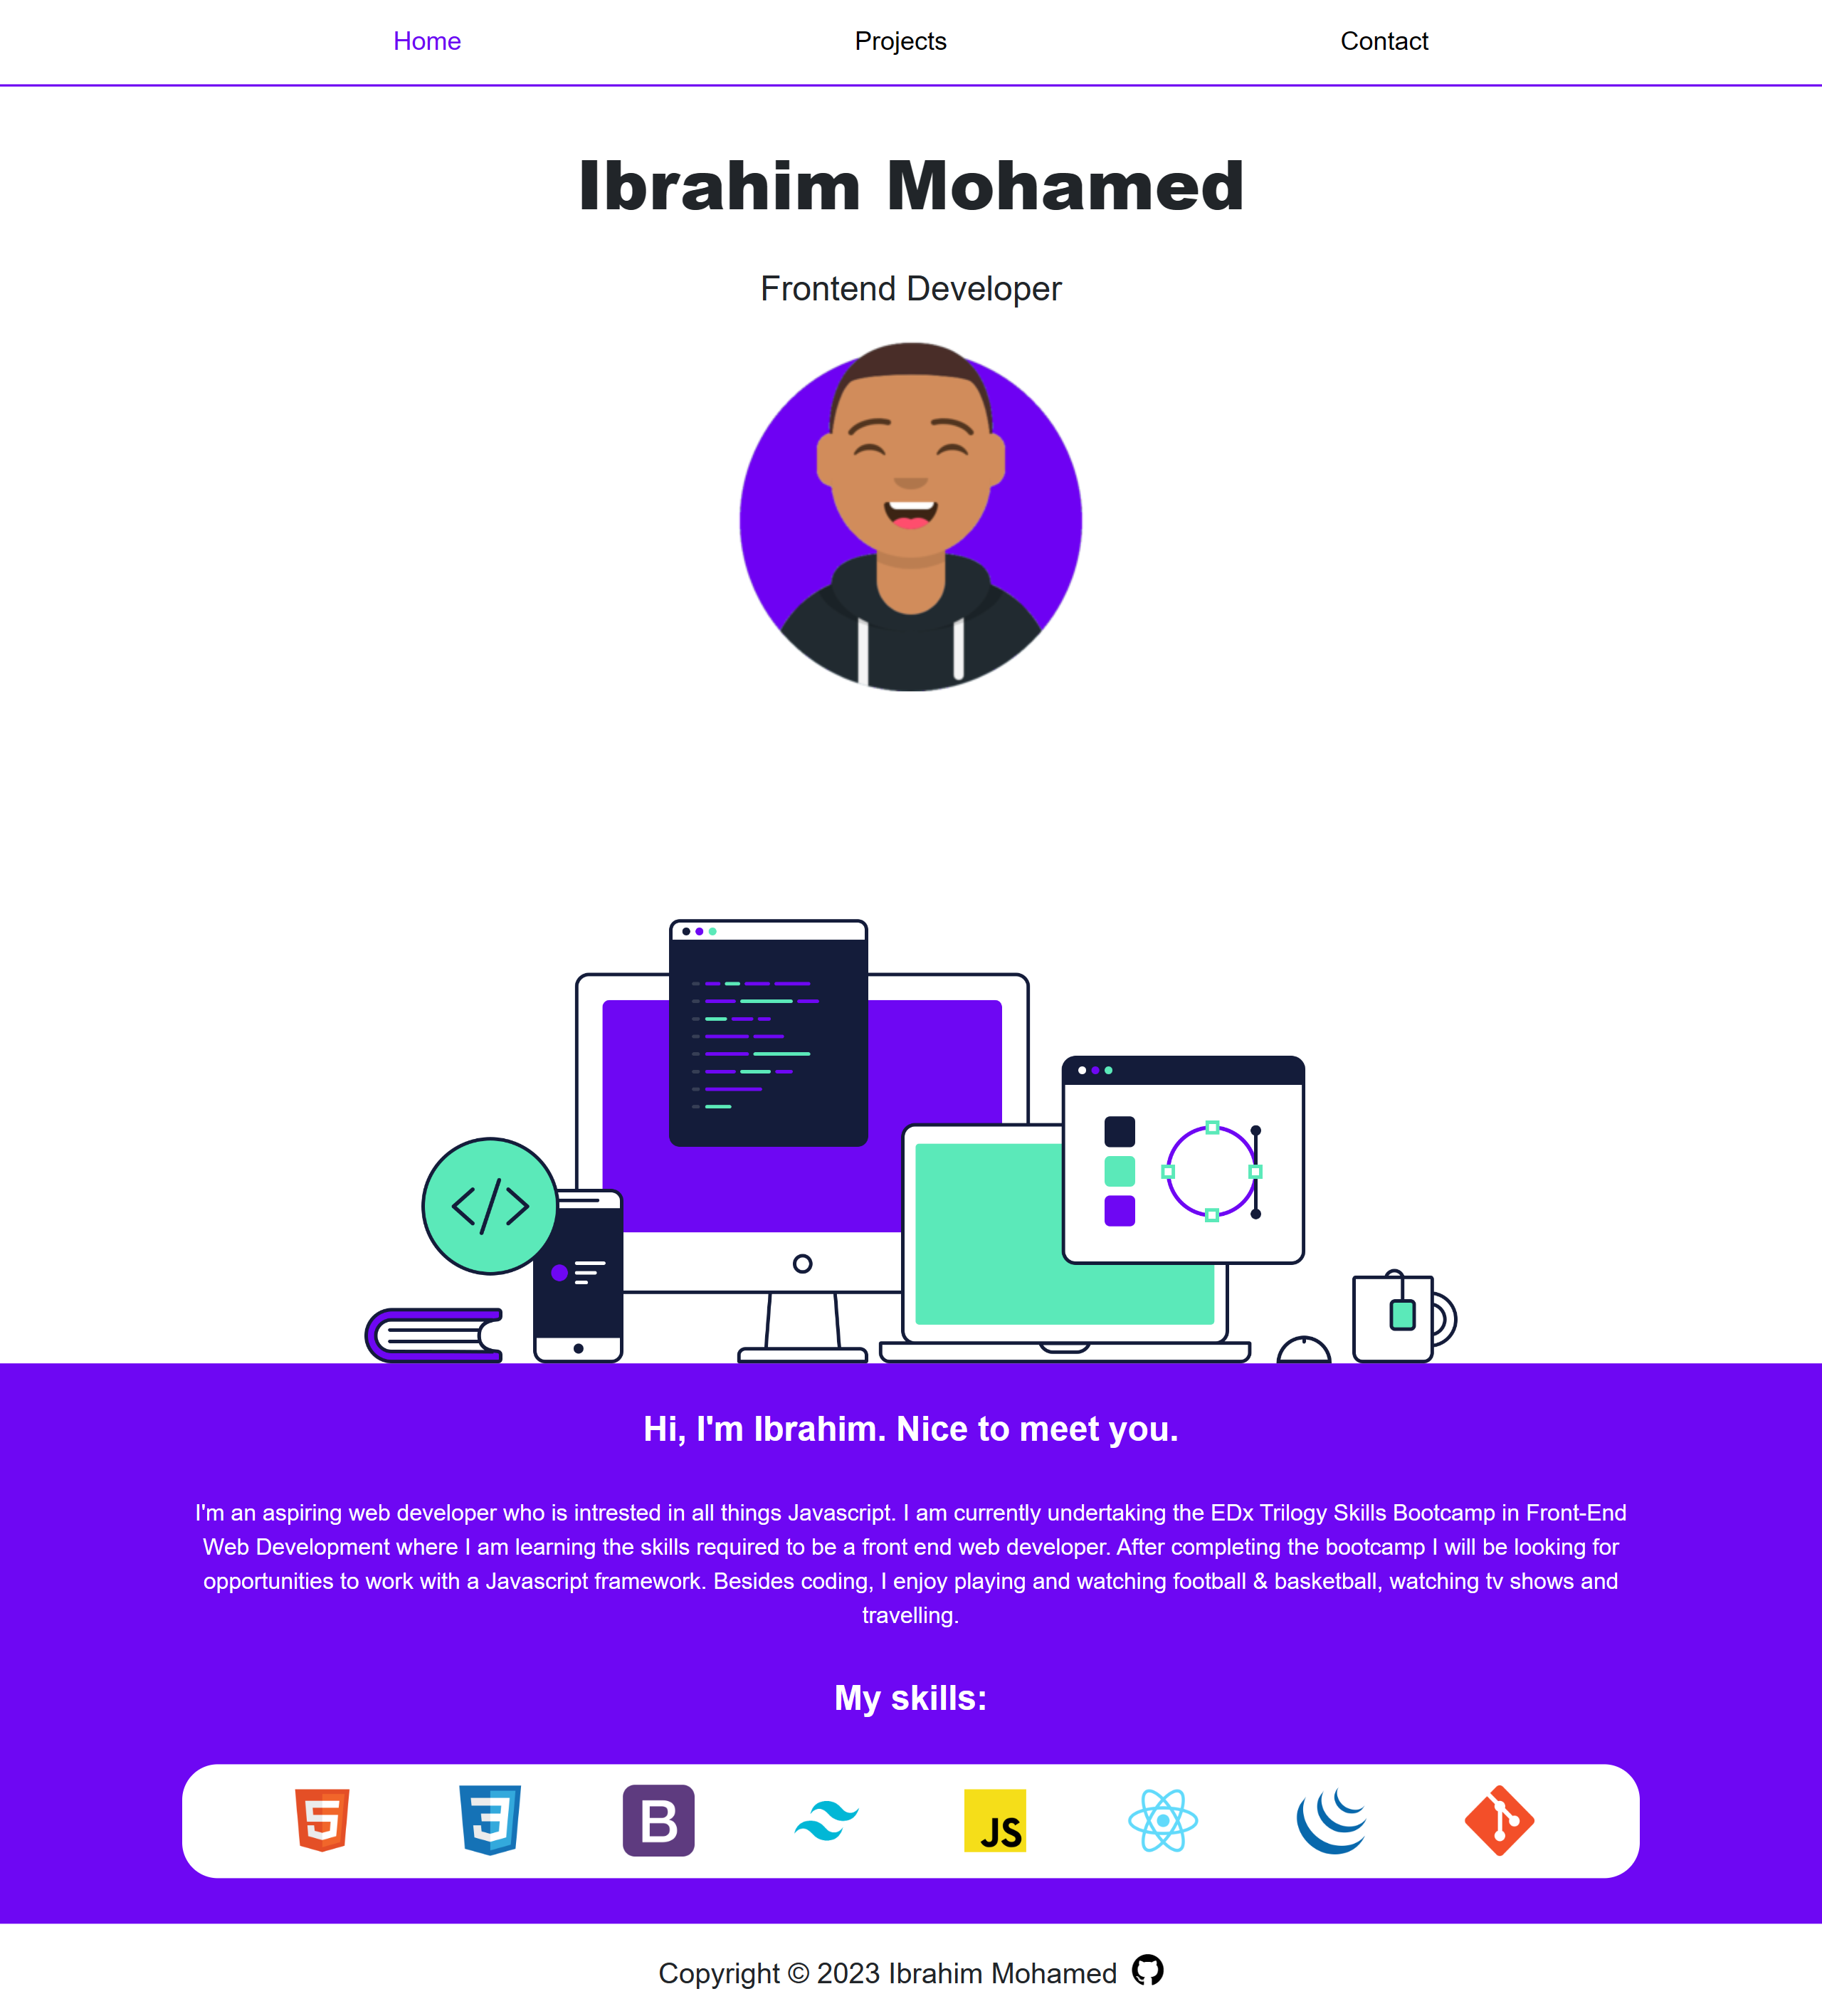 Home
Projects
Contact
Ibrahim Mohamed
Frontend Developer
</>
Hi, I'm Ibrahim. Nice to meet you.
I'm an aspiring web developer who is intrested in all things Javascript. I am currently undertaking the EDx Trilogy Skills Bootcamp in Front-End
Web Development where I am learning the skills required to be a front end web developer. After completing the bootcamp I will be looking for
opportunities to work with a Javascript framework. Besides coding, I enjoy playing and watching football & basketball, watching tv shows and
travelling.
My skills:
5
3
B
JS
Copyright © 2023 Ibrahim Mohamed